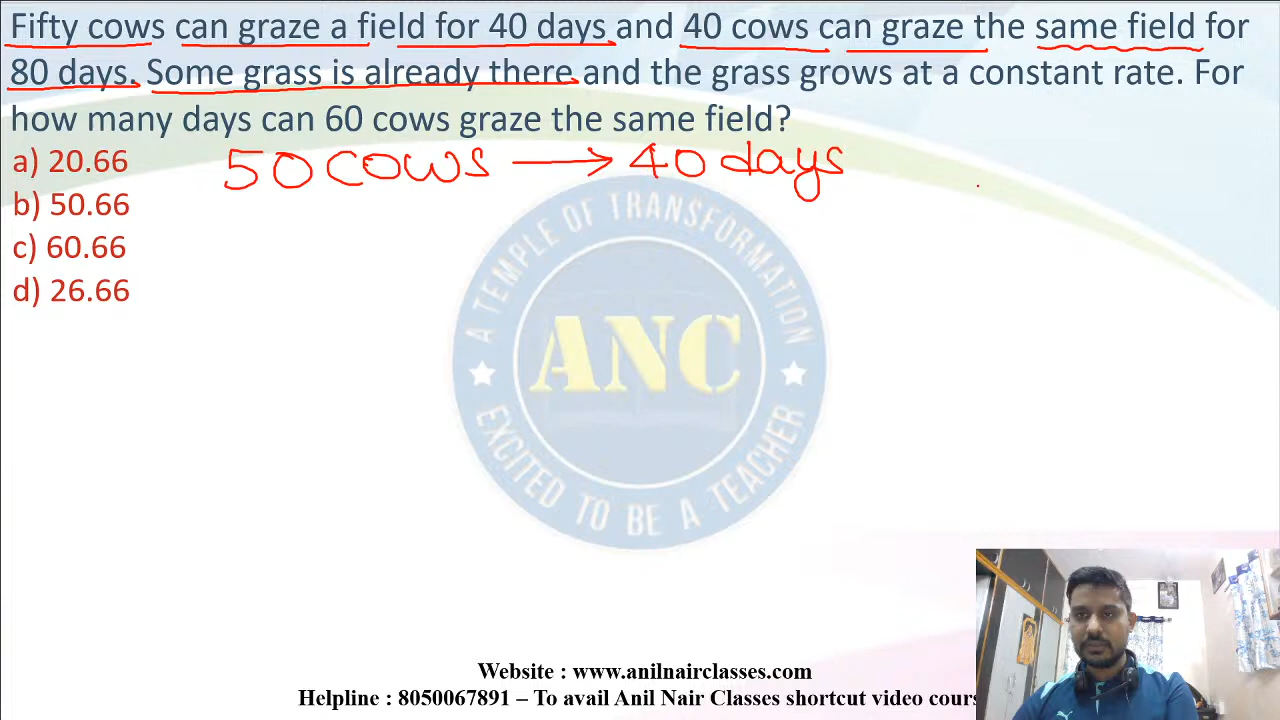 Fifty cows can graze a field for 40 days and 40 cows can graze the same field for
80 days. Some grass is already there and the grass grows at a constant rate. For
how many days can 60 cows graze the same field?
a) 20.66
50 cows → 40 days
b) 50.66
c) 60.66
d) 26.66
A TEMPLE OF TRANSFORMATION
ANC
EXCITED TO BE A TEACHER
Website : www.anilnairclasses.com
Helpline : 8050067891 – To avail Anil Nair Classes shortcut video cours